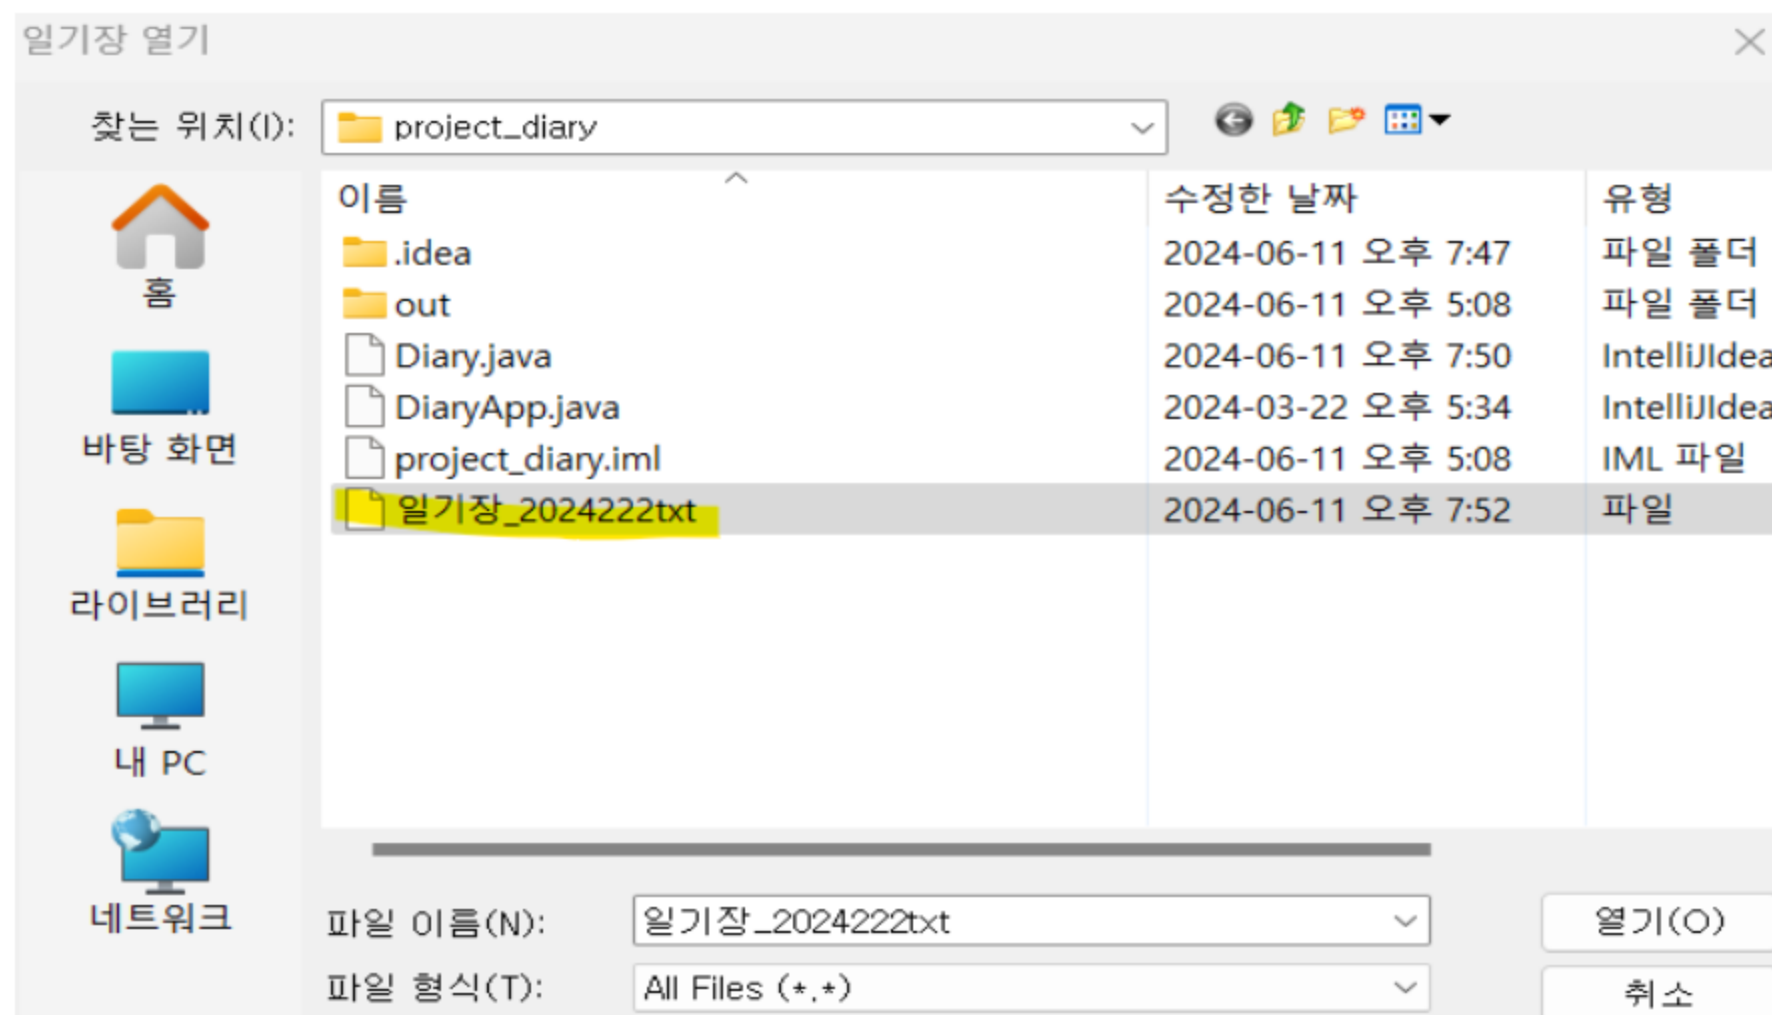 일기장 열기
찾는 위치(I): project_diary
이름 수정한 날짜 유형
.idea 2024-06-11 오후 7:47 파일 폴더
out 2024-06-11 오후 5:08 파일 폴더
Diary.java 2024-06-11 오후 7:50 IntelliJIdea
DiaryApp.java 2024-03-22 오후 5:34 IntelliJIdea
project_diary.iml 2024-06-11 오후 5:08 IML 파일
일기장_2024222txt 2024-06-11 오후 7:52 파일
홈
바탕 화면
라이브러리
내 PC
네트워크
파일 이름(N): 일기장_2024222txt 열기(O)
파일 형식(T): All Files (*.*) 취소